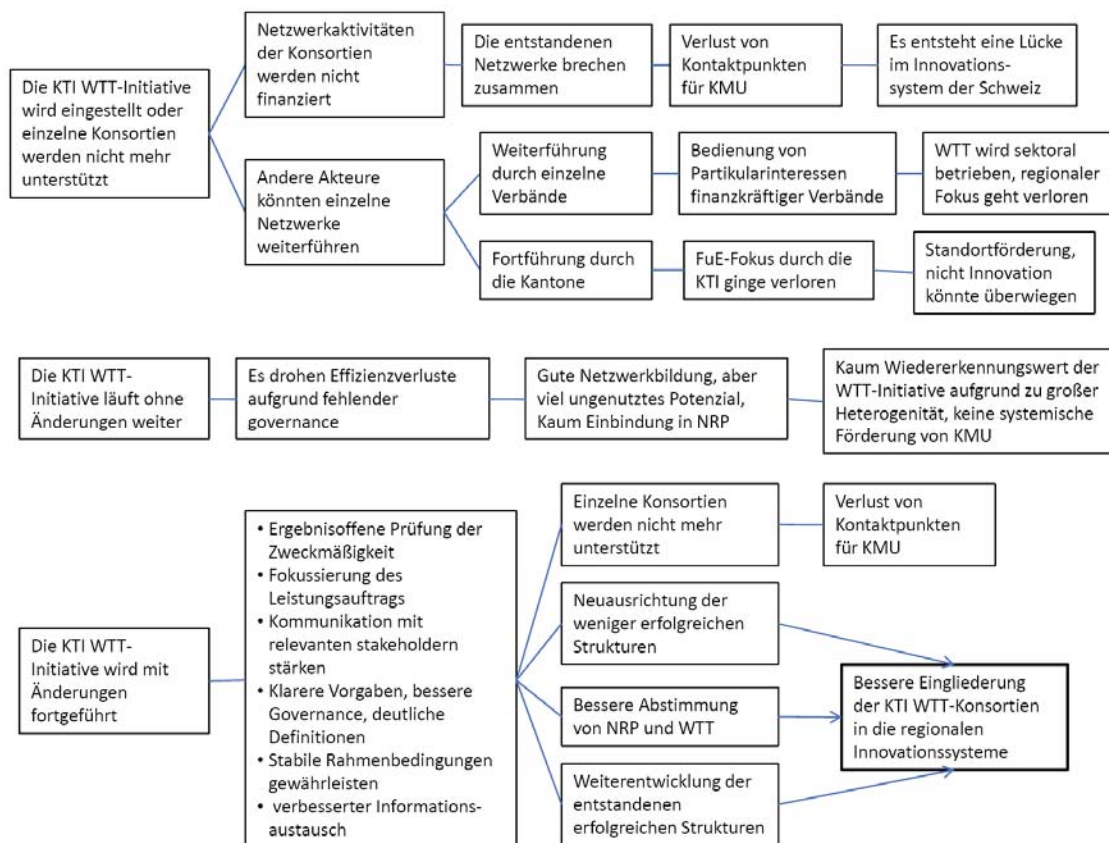 Die KTI WTT-Initiative
wird eingestellt oder
einzelne Konsortien
werden nicht mehr
unterstützt
Netzwerkaktivitäten
der Konsortien
werden nicht
finanziert
Die entstandenen
Netzwerke brechen
zusammen
Verlust von
Kontaktpunkten
für KMU
Es entsteht eine Lücke
im Innovations-
system der Schweiz
Andere Akteure
könnten einzelne
Netzwerke
weiterführen
Weiterführung
durch einzelne
Verbände
Bedienung von
Partikularinteressen
finanzkräftiger Verbände
WTT wird sektoral
betrieben, regionaler
Fokus geht verloren
Fortführung durch
die Kantone
FuE-Fokus durch die
KTI ginge verloren
Standortförderung,
nicht Innovation
könnte überwiegen
Die KTI WTT-
Initiative läuft ohne
Änderungen weiter
Es drohen Effizienzverluste
aufgrund fehlender
governance
Gute Netzwerkbildung, aber
viel ungenutztes Potenzial,
Kaum Einbindung in NRP
Kaum Wiedererkennungswert der
WTT-Initiative aufgrund zu großer
Heterogenität, keine systemische
Förderung von KMU
Die KTI WTT-
Initiative wird mit
Änderungen
fortgeführt
• Ergebnisoffene Prüfung der
Zweckmäßigkeit
• Fokussierung des
Leistungsauftrags
• Kommunikation mit
relevanten stakeholdern
stärken
• Klarere Vorgaben, bessere
Governance, deutliche
Definitionen
• Stabile Rahmenbedingungen
gewährleisten
• verbesserter Informations-
austausch
Einzelne Konsortien
werden nicht mehr
unterstützt
Verlust von
Kontaktpunkten
für KMU
Neuausrichtung der
weniger erfolgreichen
Strukturen
Bessere Abstimmung
von NRP und WTT
Weiterentwicklung der
entstandenen
erfolgreichen Strukturen
Bessere Eingliederung
der KTI WTT-Konsortien
in die regionalen
Innovationssysteme